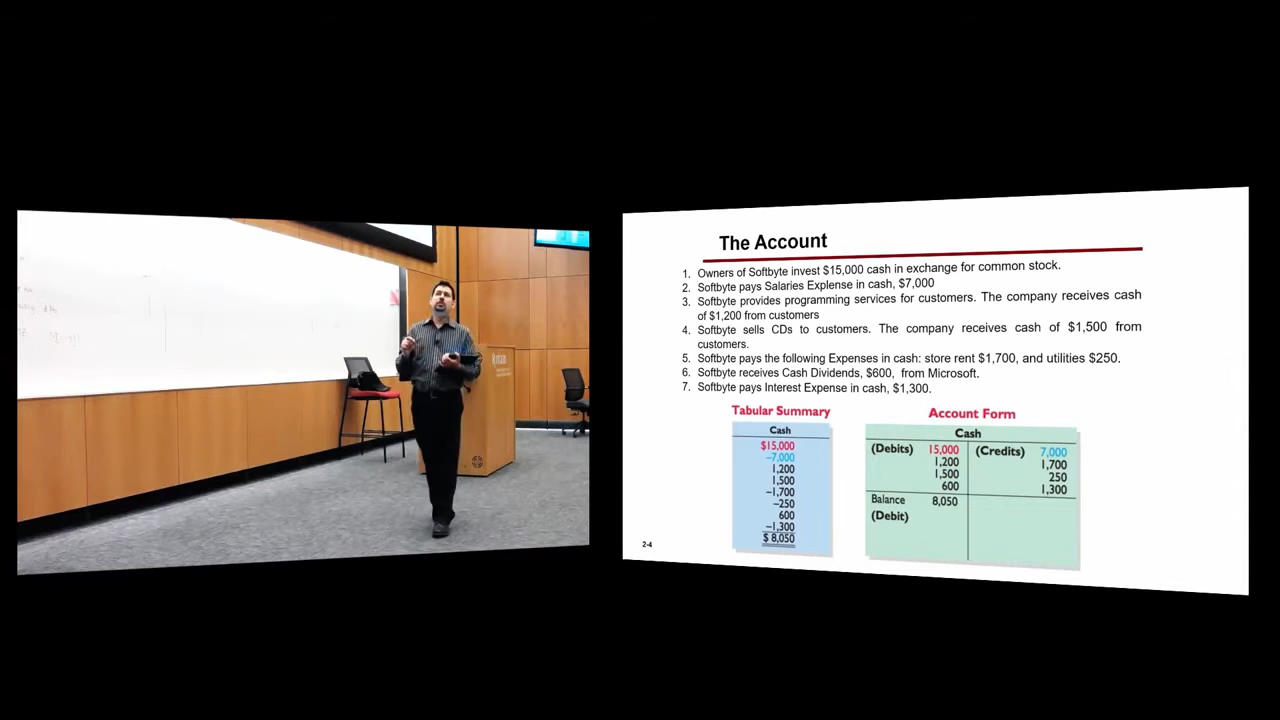 The Account
1. Owners of Softbyte invest $15,000 cash in exchange for common stock.
2. Softbyte pays Salaries Explense in cash, $7,000
3. Softbyte provides programming services for customers. The company receives cash
of $1,200 from customers
4. Softbyte sells CDs to customers. The company receives cash of $1,500 from
customers.
5. Softbyte pays the following Expenses in cash: store rent $1,700, and utilities $250.
6. Softbyte receives Cash Dividends, $600, from Microsoft.
7. Softbyte pays Interest Expense in cash, $1,300.
Tabular Summary
Cash
$15,000
–7,000
1,200
1,500
–1,700
–250
600
–1,300
$ 8,050
Account Form
Cash
(Debits) 15,000 (Credits) 7,000
1,200 1,700
1,500 250
600 1,300
Balance 8,050
(Debit)
2-4